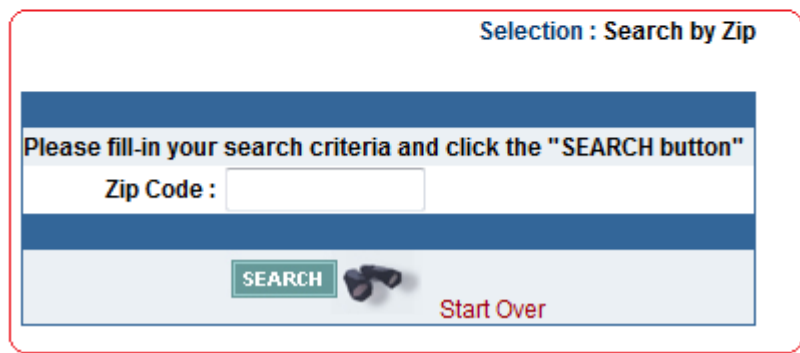 Selection : Search by Zip
Please fill-in your search criteria and click the "SEARCH button"
Zip Code :
SEARCH
Start Over